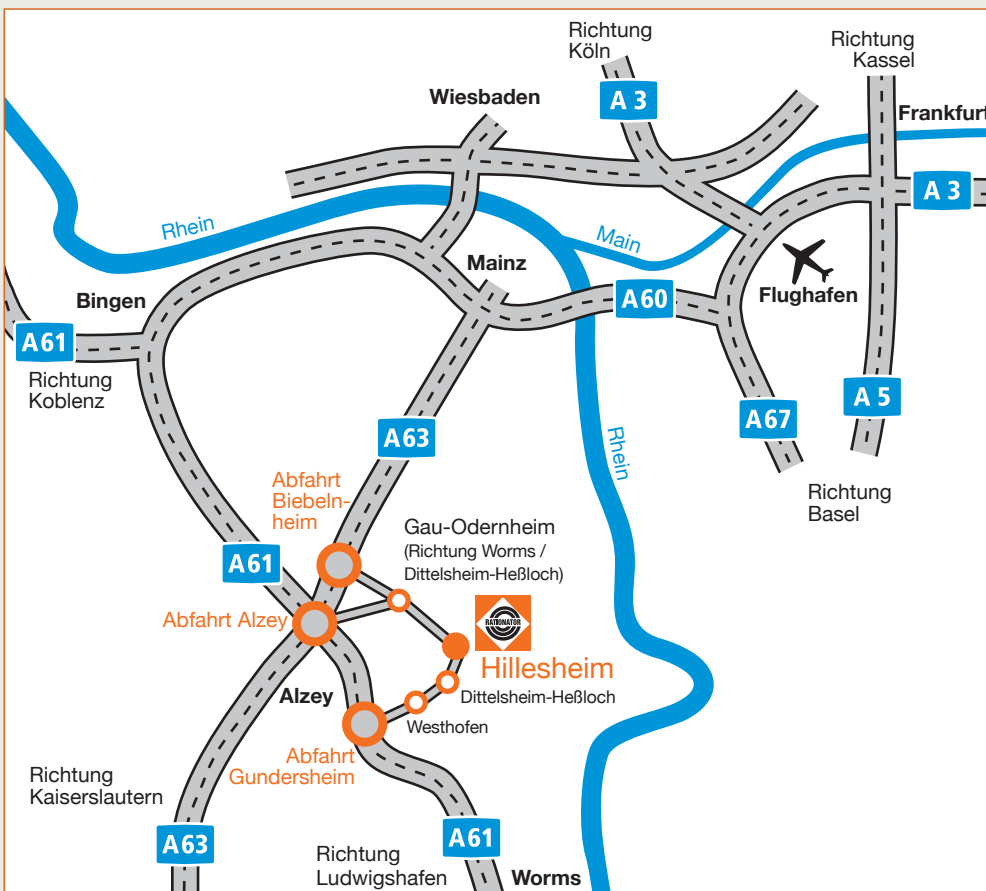 Richtung
Köln
Richtung
Kassel
A 3
Wiesbaden
Frankfurt
A 3
Rhein
Main
Mainz
Flughafen
Bingen
A60
A61
Richtung
Koblenz
A 5
A67
A63
Rhein
Abfahrt
Biebeln-
heim
Richtung
Basel
Gau-Odernheim
(Richtung Worms /
Dittelsheim-Heßloch)
A61
Abfahrt Alzey
RATIONATOR
Hillesheim
Dittelsheim-Heßloch
Alzey
Westhofen
Abfahrt
Gundersheim
Richtung
Kaiserslautern
A63
A61
Richtung
Ludwigshafen
Worms